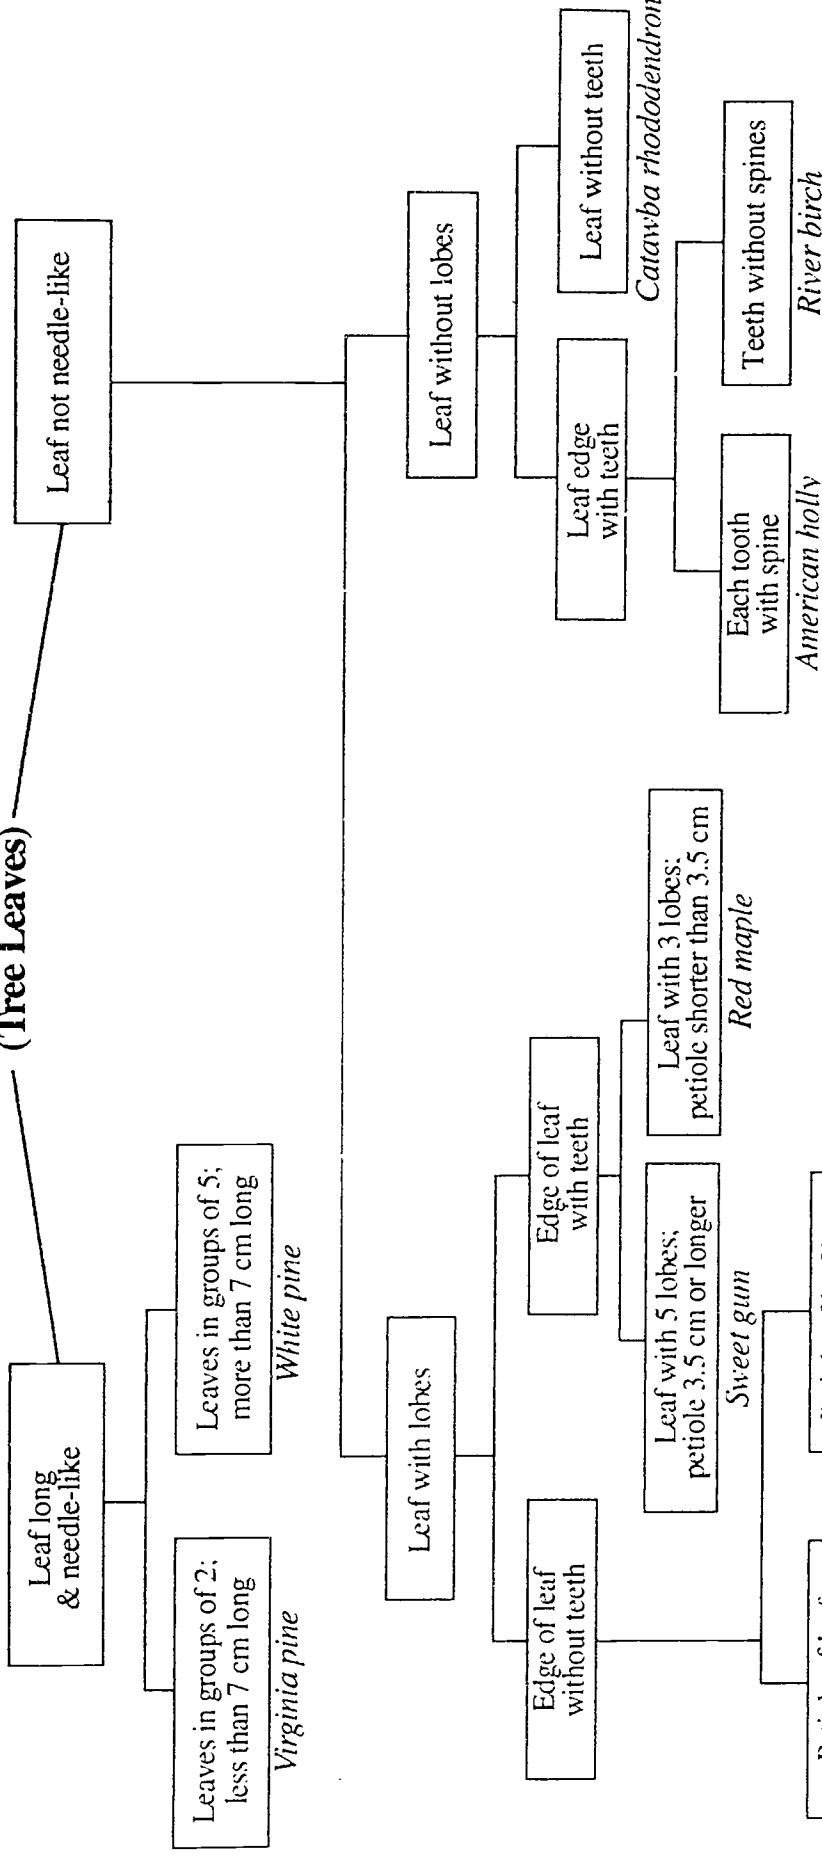 (Tree Leaves)
Leaf long
& needle-like
Leaf not needle-like
Leaves in groups of 2;
less than 7 cm long
Virginia pine
Leaves in groups of 5;
more than 7 cm long
White pine
Leaf with lobes
Leaf without lobes
Edge of leaf
without teeth
Edge of leaf
with teeth
Leaf edge
with teeth
Leaf without teeth
Catawba rhododendron
Leaf with 5 lobes;
petiole 3.5 cm or longer
Sweet gum
Leaf with 3 lobes;
petiole shorter than 3.5 cm
Red maple
Each tooth
with spine
American holly
Teeth without spines
River birch